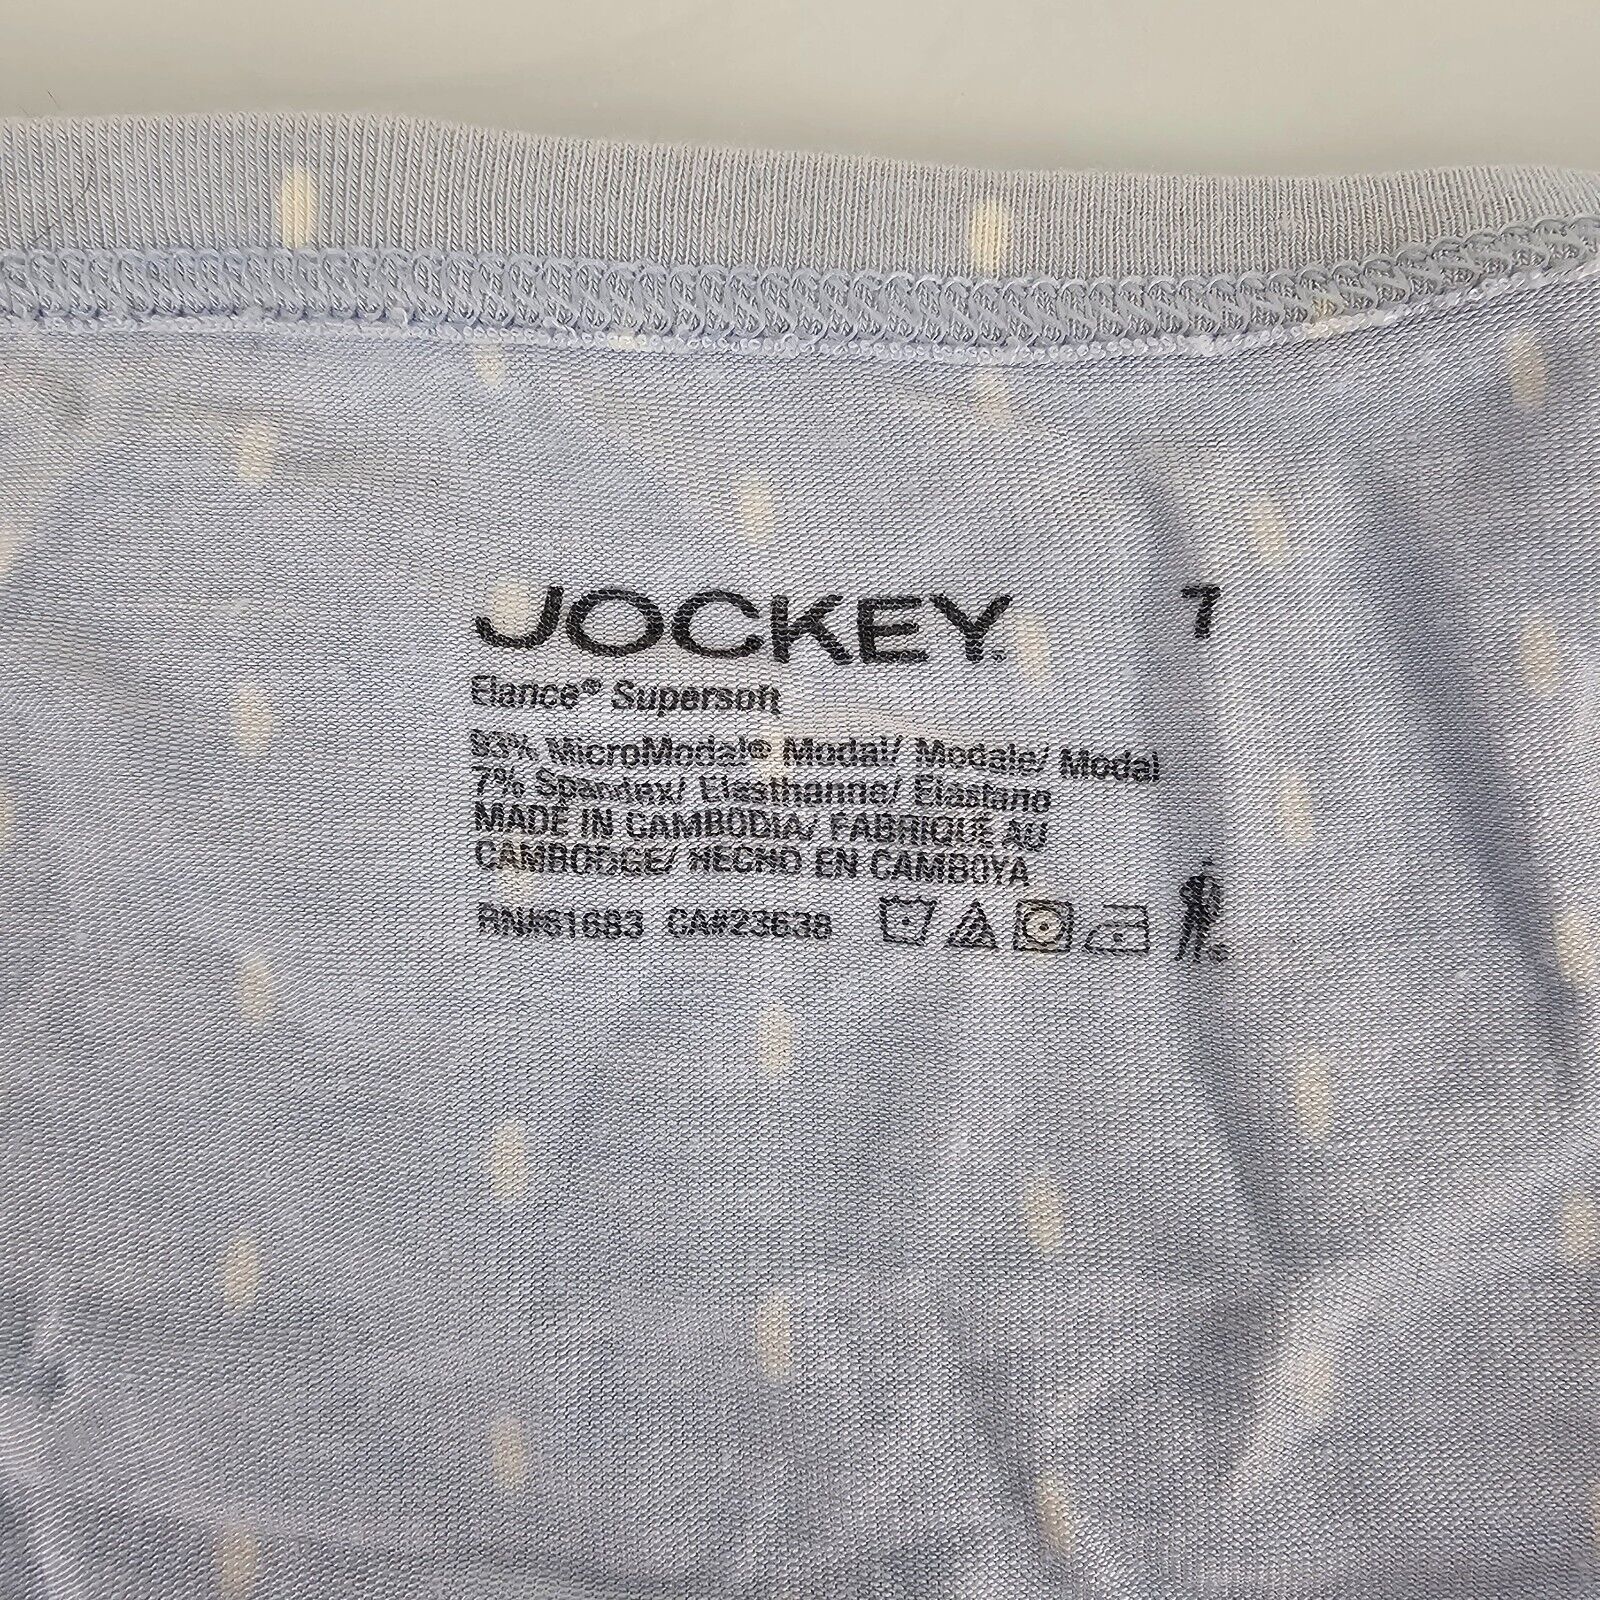 JOCKEY 7
Elance® Supersoft
93% MicroModal® Modal/ Modale/ Modal
7% Spandex/ Elasthanne/ Elastano
MADE IN CAMBODIA/ FABRIQUE AU
CAMBODGE/ HECHO EN CAMBOYA
RN#61683 CA#23638